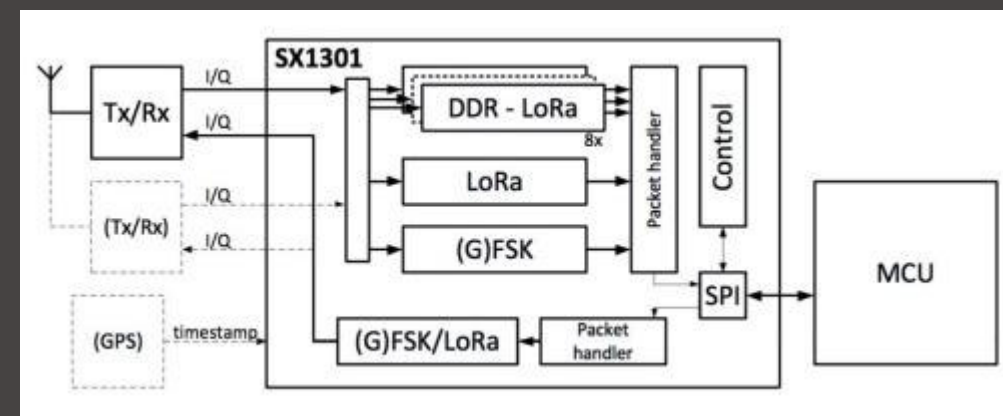 SX1301
I/Q
Tx/Rx
I/Q
DDR - LoRa
8x
LoRa
(G)FSK
Packet handler
Control
I/Q
(Tx/Rx)
I/Q
SPI
MCU
(GPS)
timestamp
(G)FSK/LoRa
Packet
handler